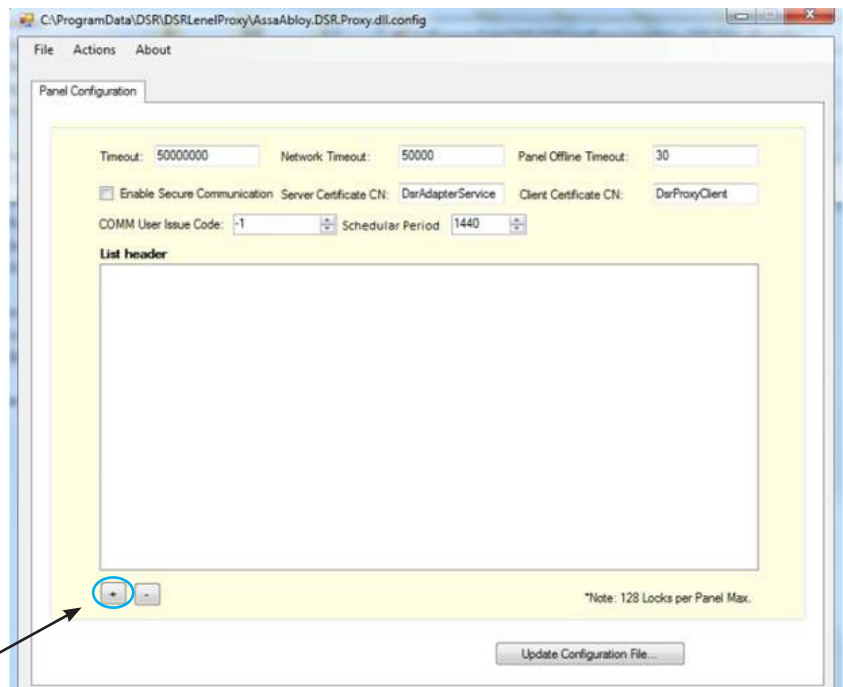 C:\ProgramData\DSR\DSRLenelProxy\AssaAbloy.DSR.Proxy.dll.config
File Actions About
Panel Configuration
Timeout: 50000000 Network Timeout: 50000 Panel Offline Timeout: 30
Enable Secure Communication Server Certificate CN: DsrAdapterService Client Certificate CN: DsrProxyClient
COMM User Issue Code: -1 Schedular Period 1440
List header
+ -
*Note: 128 Locks per Panel Max.
Update Configuration File...